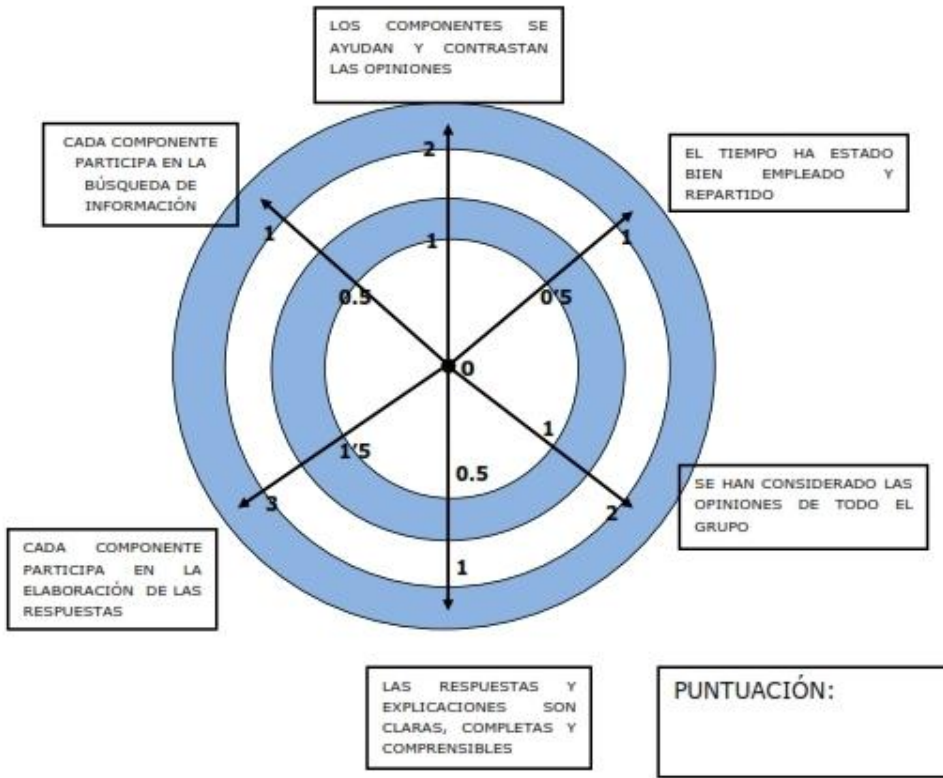 LOS COMPONENTES SE
AYUDAN Y CONTRASTAN
LAS OPINIONES
CADA COMPONENTE
PARTICIPA EN LA
BÚSQUEDA DE
INFORMACIÓN
EL TIEMPO HA ESTADO
BIEN EMPLEADO Y
REPARTIDO
2
1
1
1
0.5
0'5
0
1'5
1
0.5
3
2
1
SE HAN CONSIDERADO LAS
OPINIONES DE TODO EL
GRUPO
CADA COMPONENTE
PARTICIPA EN LA
ELABORACIÓN DE LAS
RESPUESTAS
LAS RESPUESTAS Y
EXPLICACIONES SON
CLARAS, COMPLETAS Y
COMPRENSIBLES
PUNTUACIÓN: